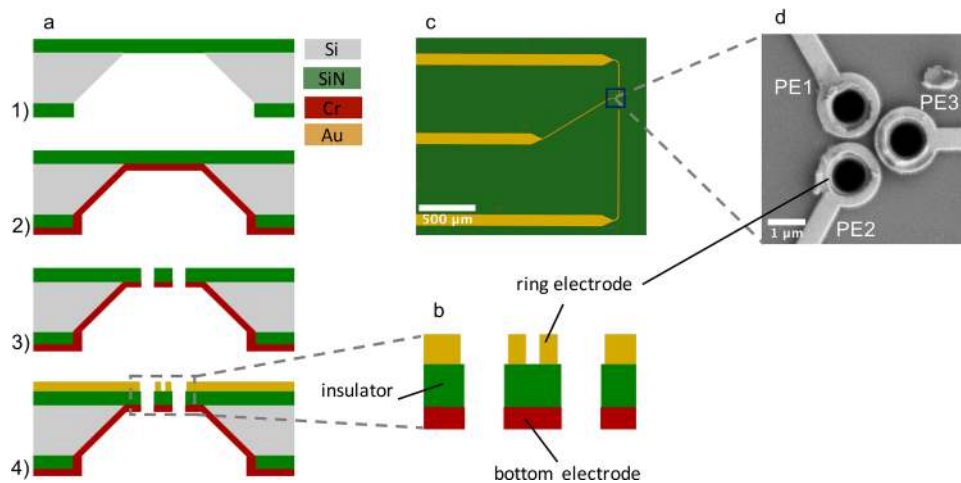 a
Si
SiN
Cr
Au
1)
2)
3)
4)
c
500 µm
d
PE1
PE3
PE2
1 µm
ring electrode
b
insulator
bottom electrode